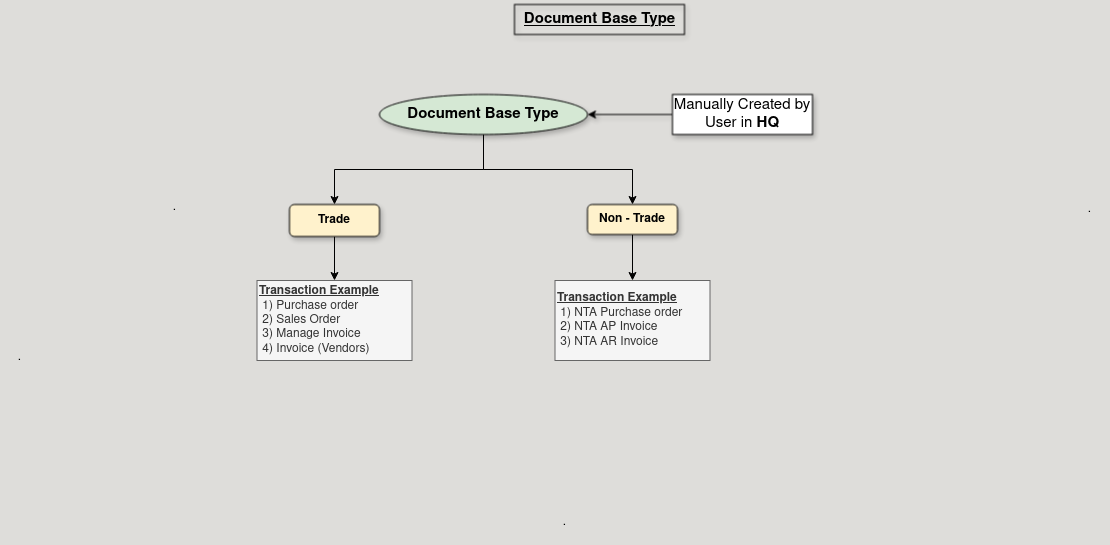 Document Base Type
Document Base Type
Manually Created by
User in HQ
Trade
Non - Trade
Transaction Example
1) Purchase order
2) Sales Order
3) Manage Invoice
4) Invoice (Vendors)
Transaction Example
1) NTA Purchase order
2) NTA AP Invoice
3) NTA AR Invoice